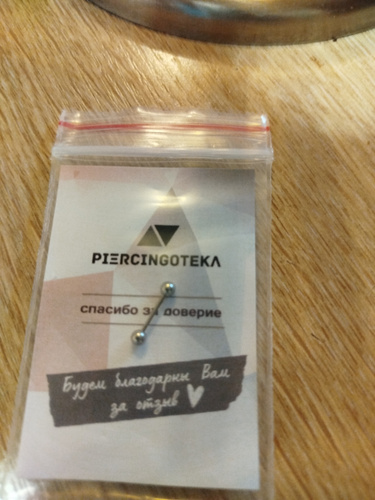 PIERCINGOTEKA
спасибо за доверие
Будем благодарны Вам
за отзыв